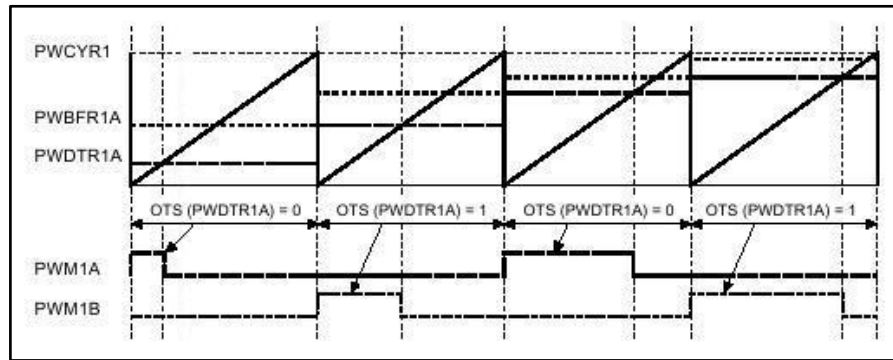 PWCYR1
PWBFR1A
PWDTR1A
OTS (PWDTR1A) = 0 OTS (PWDTR1A) = 1 OTS (PWDTR1A) = 0 OTS (PWDTR1A) = 1
PWM1A
PWM1B